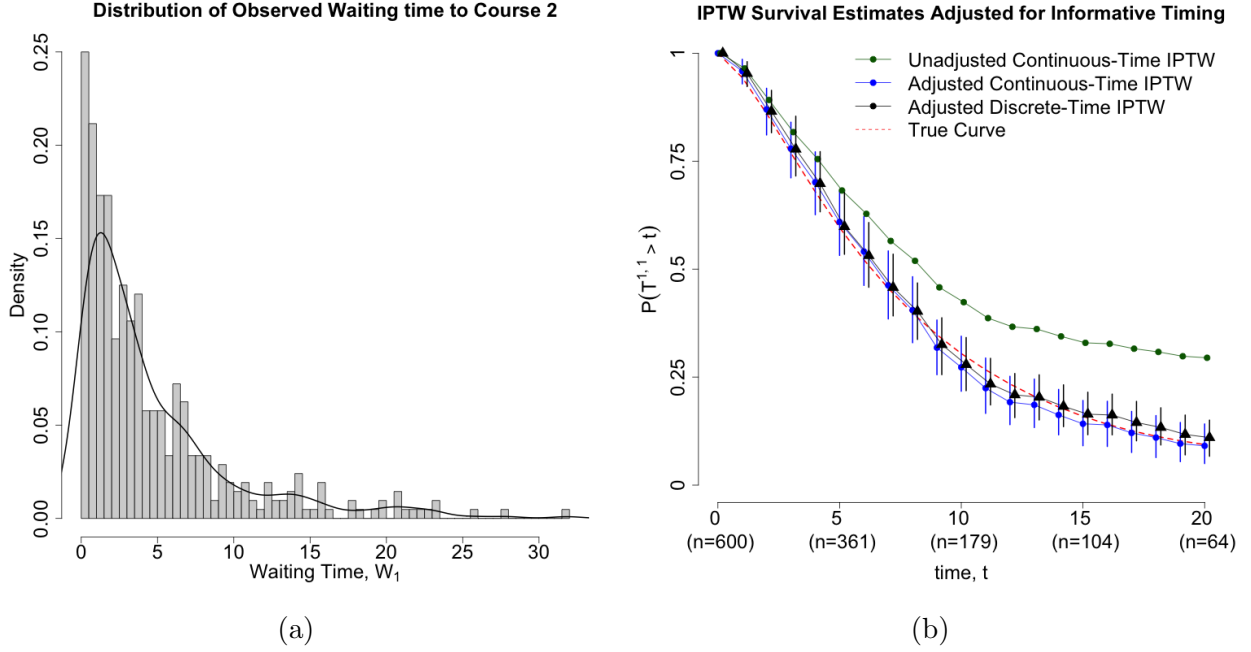 Distribution of Observed Waiting time to Course 2
0.25
0.20
0.15
0.10
0.05
0.00
Density
0 5 10 15 20 25 30
Waiting Time, W₁
(a)
IPTW Survival Estimates Adjusted for Informative Timing
Unadjusted Continuous-Time IPTW
Adjusted Continuous-Time IPTW
Adjusted Discrete-Time IPTW
True Curve
1
0.75
0.5
0.25
0
P(T^{1, 1} > t)
0 5 10 15 20
(n=600) (n=361) (n=179) (n=104) (n=64)
time, t
(b)